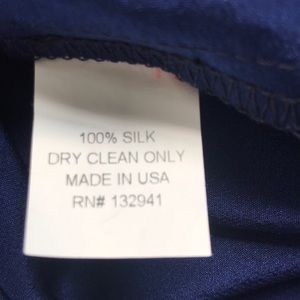 100% SILK
DRY CLEAN ONLY
MADE IN USA
RN# 132941